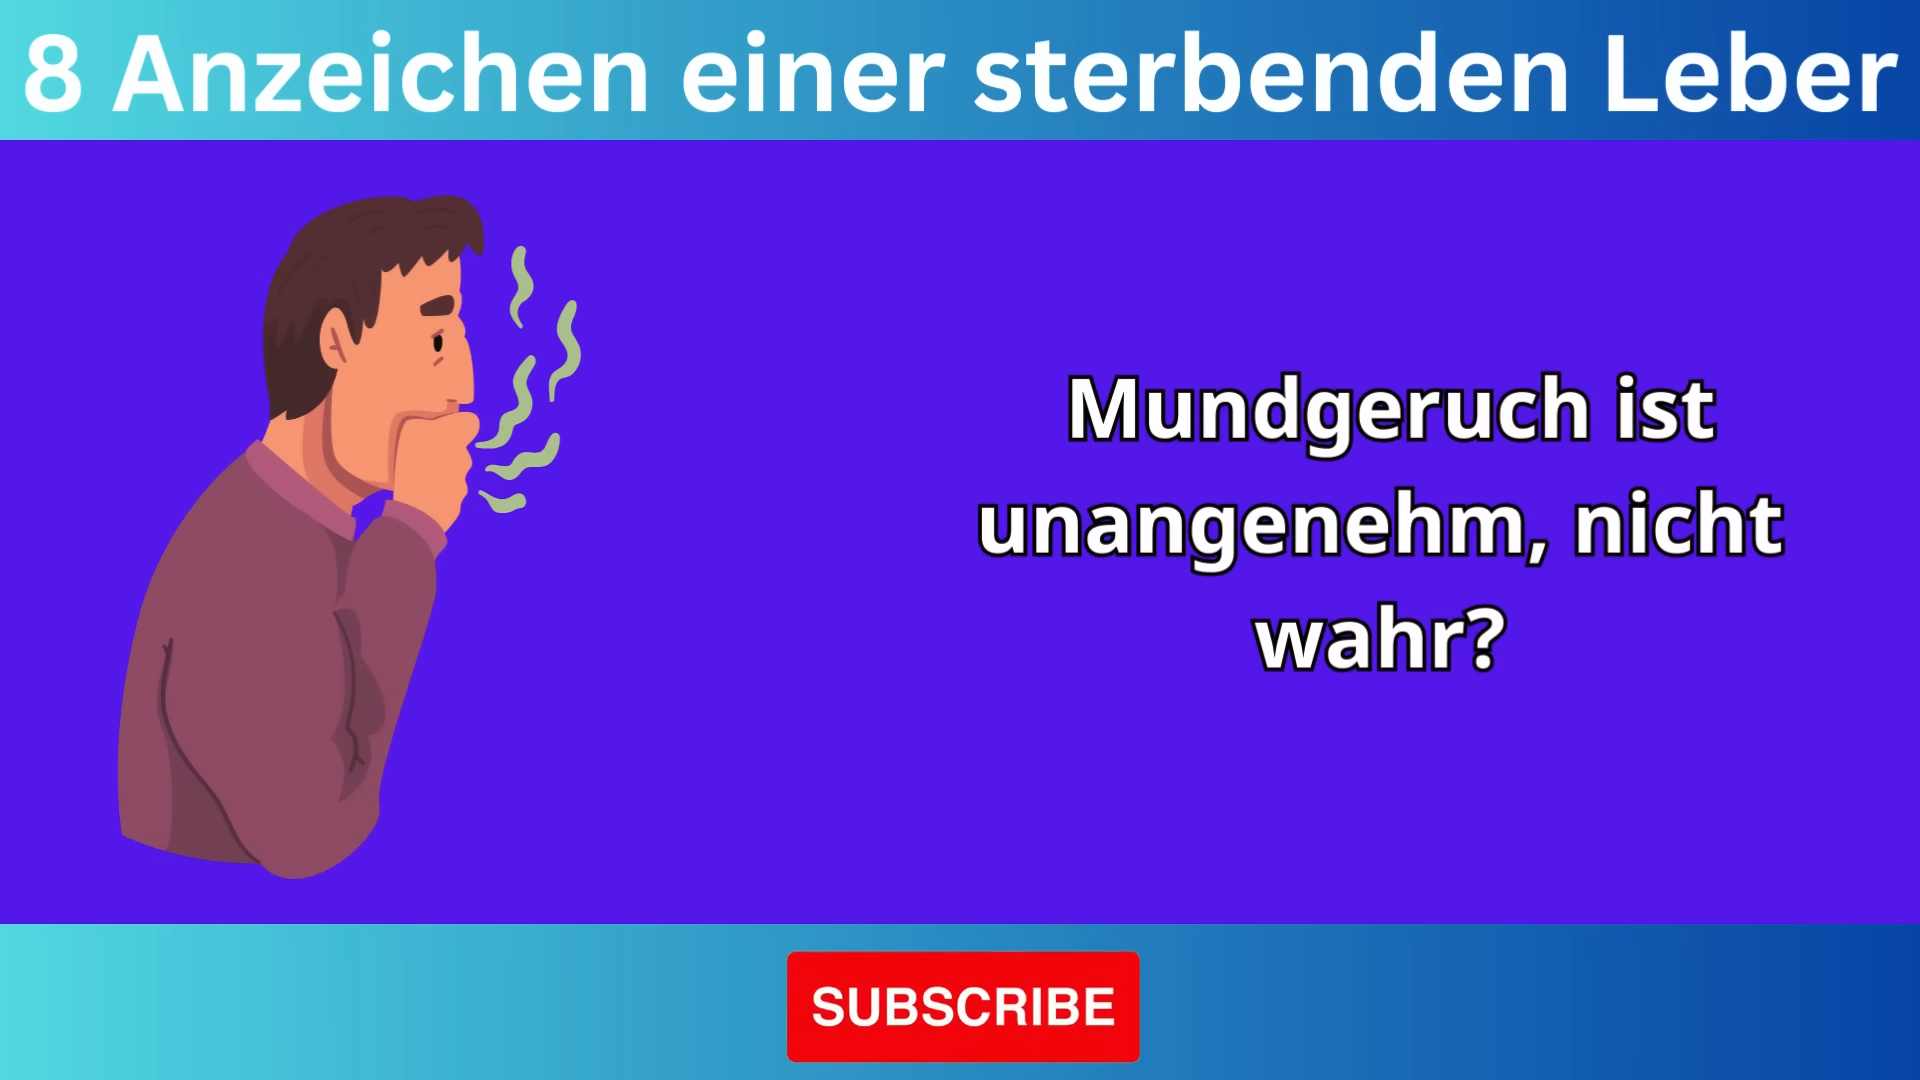 8 Anzeichen einer sterbenden Leber
Mundgeruch ist
unangenehm, nicht
wahr?
SUBSCRIBE